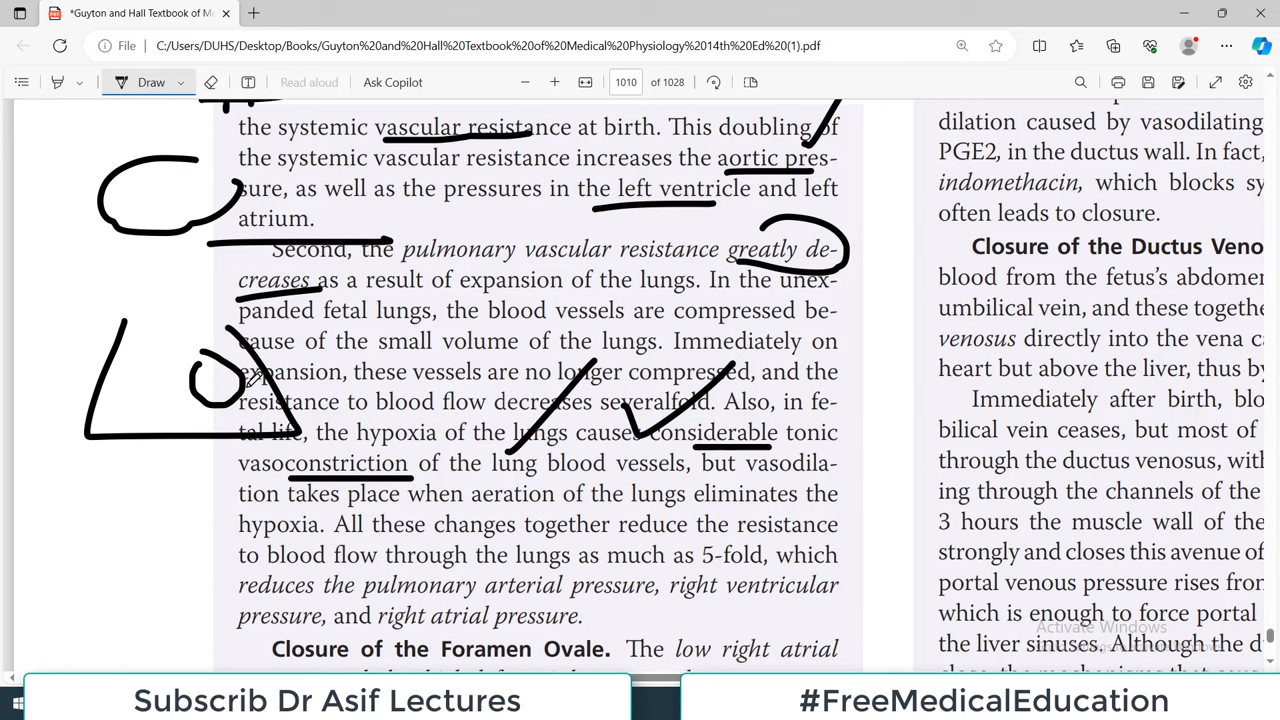 *Guyton and Hall Textbook of Me
File
C:/Users/DUHS/Desktop/Books/Guyton%20and%20Hall%20Textbook%20of%20Medical%20Physiology%2014th%20Ed%20(1).pdf
Draw
Read aloud
Ask Copilot
1010 of 1028
the systemic vascular resistance at birth. This doubling of
the systemic vascular resistance increases the aortic pres-
sure, as well as the pressures in the left ventricle and left
atrium.
Second, the pulmonary vascular resistance greatly de-
creases as a result of expansion of the lungs. In the unex-
panded fetal lungs, the blood vessels are compressed be-
cause of the small volume of the lungs. Immediately on
expansion, these vessels are no longer compressed, and the
resistance to blood flow decreases severalfold. Also, in fe-
tal life, the hypoxia of the lungs causes considerable tonic
vasoconstriction of the lung blood vessels, but vasodila-
tion takes place when aeration of the lungs eliminates the
hypoxia. All these changes together reduce the resistance
to blood flow through the lungs as much as 5-fold, which
reduces the pulmonary arterial pressure, right ventricular
pressure, and right atrial pressure.
Closure of the Foramen Ovale. The low right atrial
dilation caused by vasodilating
PGE2, in the ductus wall. In fact,
indomethacin, which blocks sy
often leads to closure.
Closure of the Ductus Veno
blood from the fetus's abdomer
umbilical vein, and these togethe
venosus directly into the vena ca
heart but above the liver, thus by
Immediately after birth, blo
bilical vein ceases, but most of
through the ductus venosus, with
ing through the channels of the
3 hours the muscle wall of the
strongly and closes this avenue of
portal venous pressure rises from
which is enough to force portal
the liver sinuses. Although the du
Activate Windows
Subscrib Dr Asif Lectures
#FreeMedicalEducation